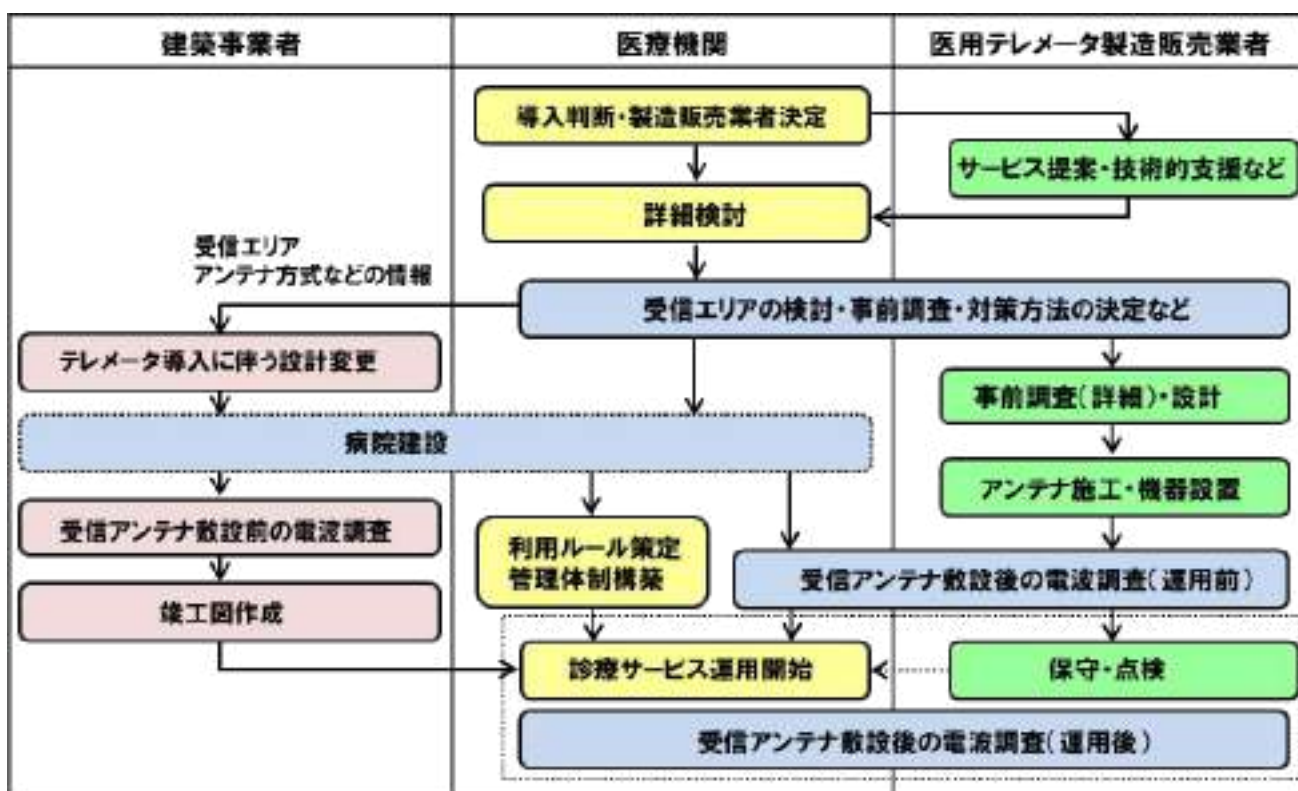 建築事業者
医療機関
医用テレメータ製造販売業者
導入判断・製造販売業者決定
サービス提案・技術的支援など
詳細検討
受信エリア
アンテナ方式などの情報
受信エリアの検討・事前調査・対策方法の決定など
テレメータ導入に伴う設計変更
事前調査(詳細)・設計
病院建設
アンテナ施工・機器設置
受信アンテナ敷設前の電波調査
利用ルール策定
管理体制構築
受信アンテナ敷設後の電波調査(運用前)
竣工図作成
診療サービス運用開始
保守・点検
受信アンテナ敷設後の電波調査(運用後)